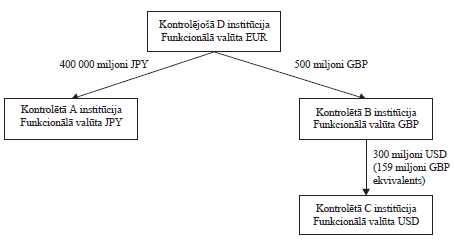 Kontrolējošā D institūcija
Funkcionālā valūta EUR
400 000 miljoni JPY
500 miljoni GBP
Kontrolētā A institūcija
Funkcionālā valūta JPY
Kontrolētā B institūcija
Funkcionālā valūta GBP
300 miljoni USD
(159 miljoni GBP
ekvivalents)
Kontrolētā C institūcija
Funkcionālā valūta USD